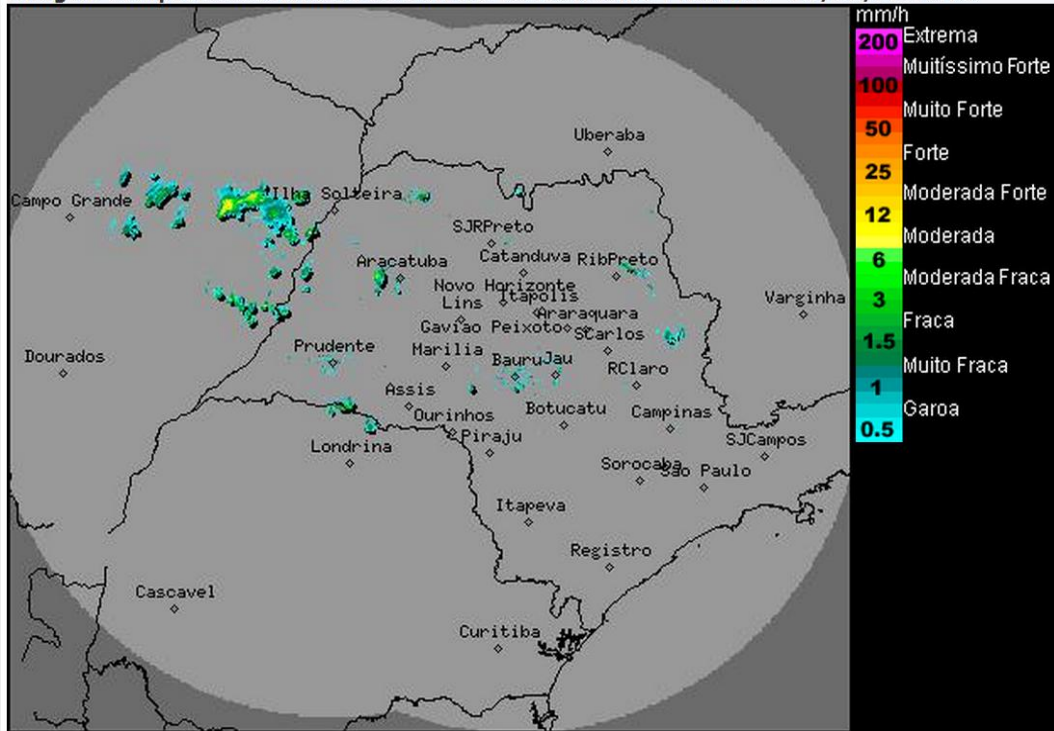 mm/h
200 Extrema
Muitíssimo Forte
100
Muito Forte
50
Forte
25
Moderada Forte
12
Moderada
6
Moderada Fraca
3
Fraca
1.5
Muito Fraca
1
Garoa
0.5
Uberaba
Campo Grande
Ilha Solteira
SJRPreto
Aracatuba
Catanduva
RibPreto
Novo Horizonte
Itapolis
Varginha
Lins
Araraquara
Gaviao Peixoto
SCarlos
Dourados
Prudente
Marilia
Bauru
Jau
RClaro
Assis
Ourinhos
Botucatu
Campinas
Londrina
Piraju
SJCampos
Sorocaba
Sao Paulo
Itapeva
Registro
Cascavel
Curitiba